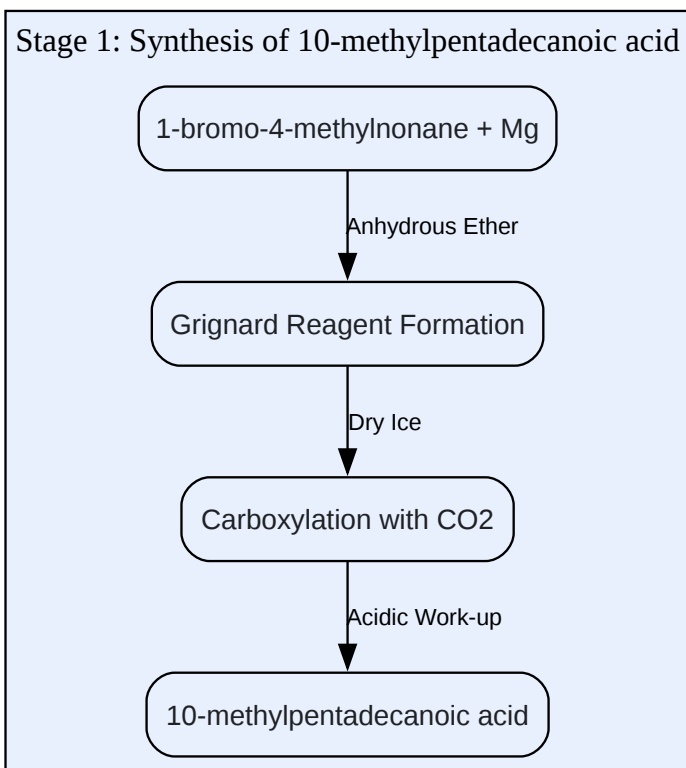 Stage 1: Synthesis of 10-methylpentadecanoic acid
1-bromo-4-methylnonane + Mg
Anhydrous Ether
Grignard Reagent Formation
Dry Ice
Carboxylation with CO2
Acidic Work-up
10-methylpentadecanoic acid